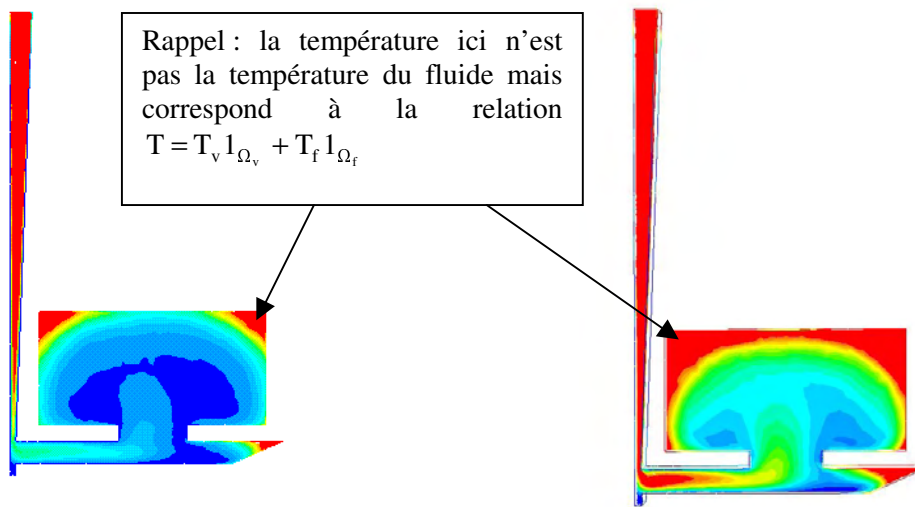 Rappel : la température ici n'est
pas la température du fluide mais
correspond à la relation
T = T_v 1_{Ω_v} + T_f 1_{Ω_f}